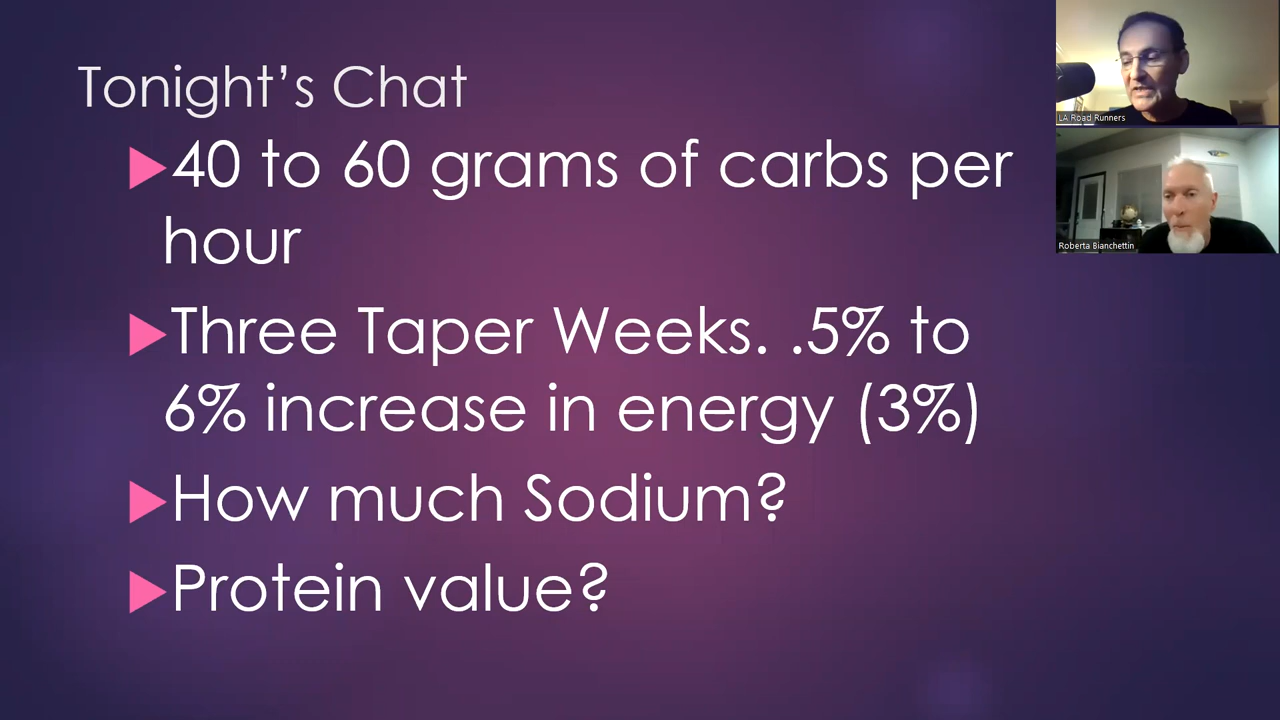 Tonight's Chat
40 to 60 grams of carbs per
hour
Three Taper Weeks. .5% to
6% increase in energy (3%)
How much Sodium?
Protein value?
LA Road Runners
Roberta Bianchettin